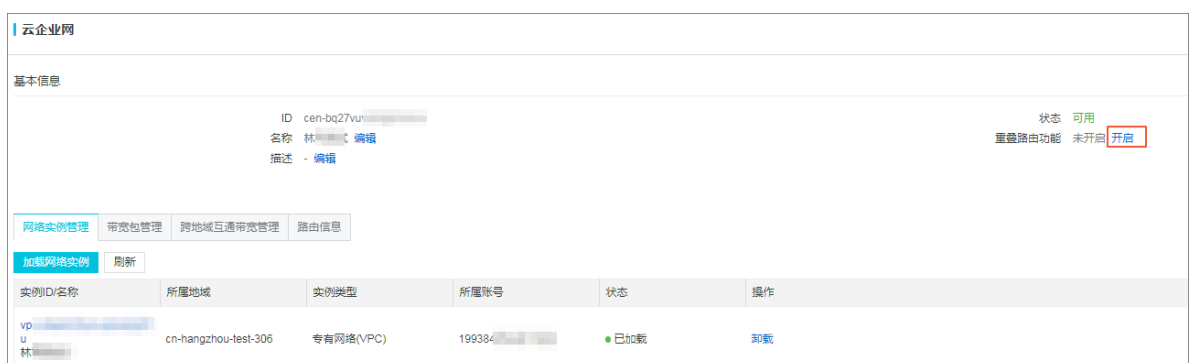 云企业网
基本信息
ID cen-bq27vu
名称 林 编辑
描述 - 编辑
状态 可用
重叠路由功能 未开启 开启
网络实例管理 带宽包管理 跨地域互通带宽管理 路由信息
加载网络实例 刷新
实例ID/名称 所属地域 实例类型 所属账号 状态 操作
vp
u
林
cn-hangzhou-test-306 专有网络(VPC) 199384 已加载 卸载